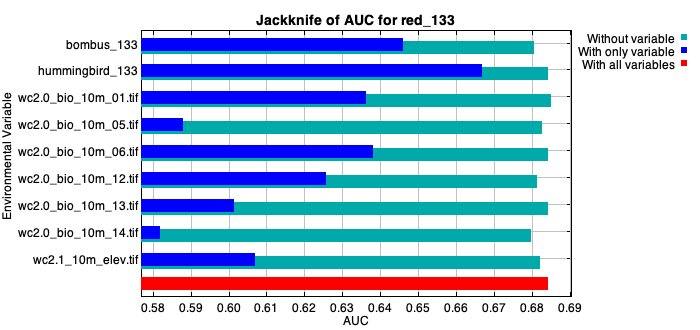 Jackknife of AUC for red_133
Without variable
With only variable
With all variables
Environmental Variable
bombus_133
hummingbird_133
wc2.0_bio_10m_01.tif
wc2.0_bio_10m_05.tif
wc2.0_bio_10m_06.tif
wc2.0_bio_10m_12.tif
wc2.0_bio_10m_13.tif
wc2.0_bio_10m_14.tif
wc2.1_10m_elev.tif
0.58 0.59 0.60 0.61 0.62 0.63 0.64 0.65 0.66 0.67 0.68 0.69
AUC